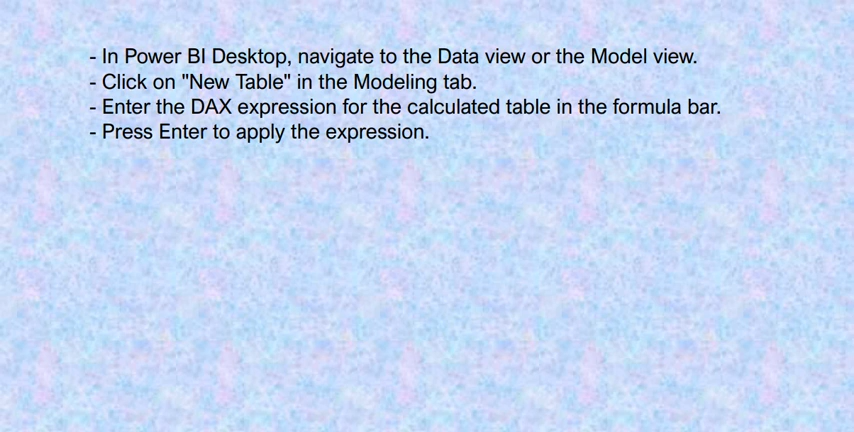 - In Power BI Desktop, navigate to the Data view or the Model view.
- Click on "New Table" in the Modeling tab.
- Enter the DAX expression for the calculated table in the formula bar.
- Press Enter to apply the expression.